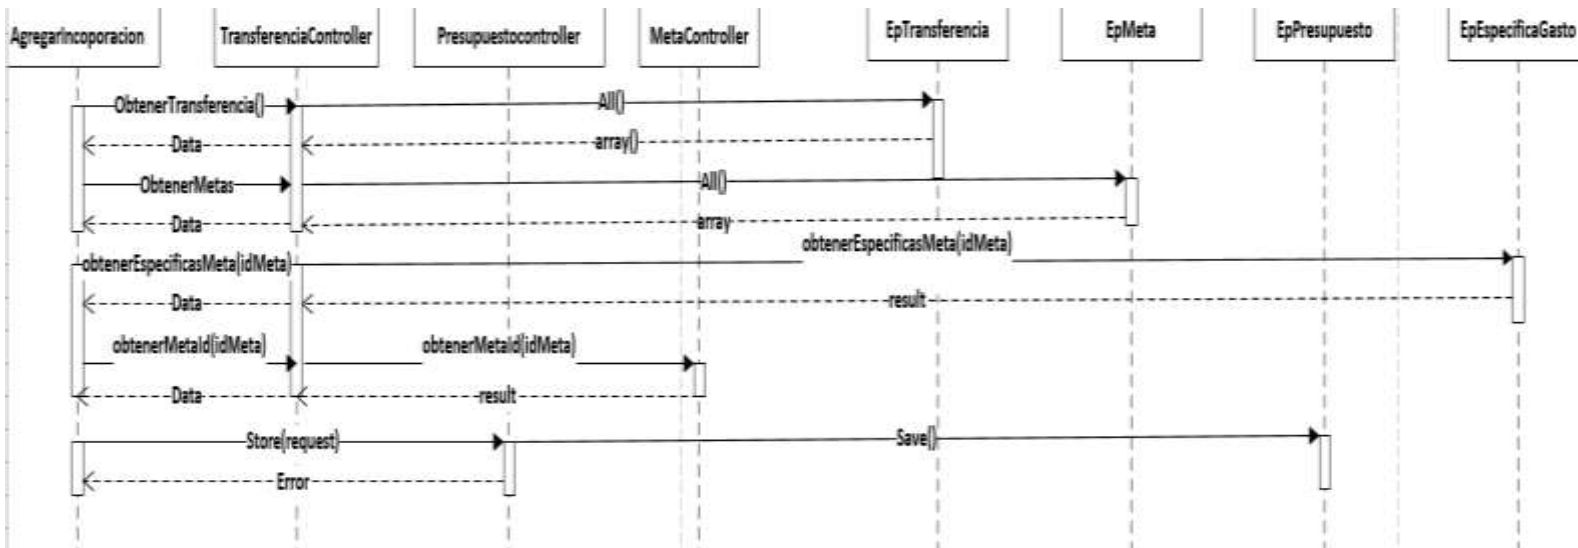 AgregarIncoporacion
TransferenciaController
Presupuestocontroller
MetaController
EpTransferencia
EpMeta
EpPresupuesto
EpEspecificaGasto
ObtenerTransferencia()
All()
Data
array()
ObtenerMetas
All()
Data
array
obtenerEspecificasMeta(idMeta)
obtenerEspecificasMeta(idMeta)
Data
result
obtenerMetaId(idMeta)
obtenerMetaId(idMeta)
Data
result
Store(request)
Save()
Error